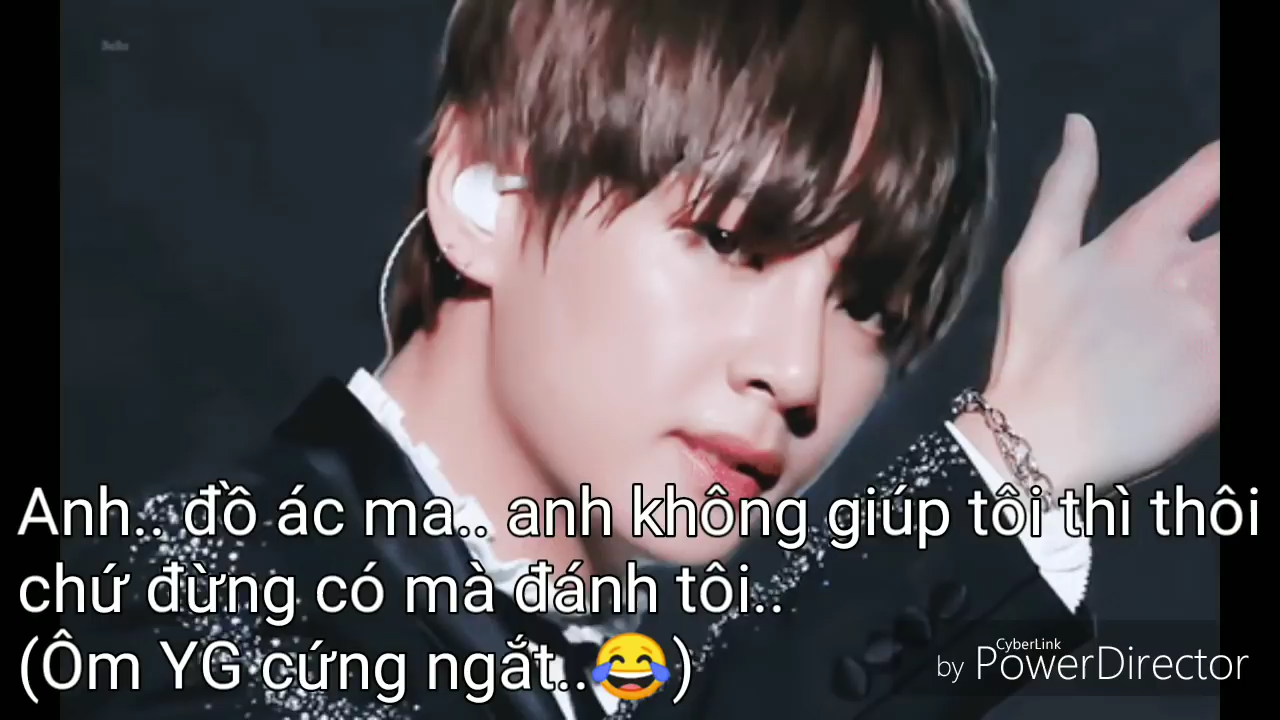 Anh.. đồ ác ma.. anh không giúp tôi thì thôi
chứ đừng có mà đánh tôi..
(Ôm YG cứng ngắt..😂)
CyberLink
by PowerDirector